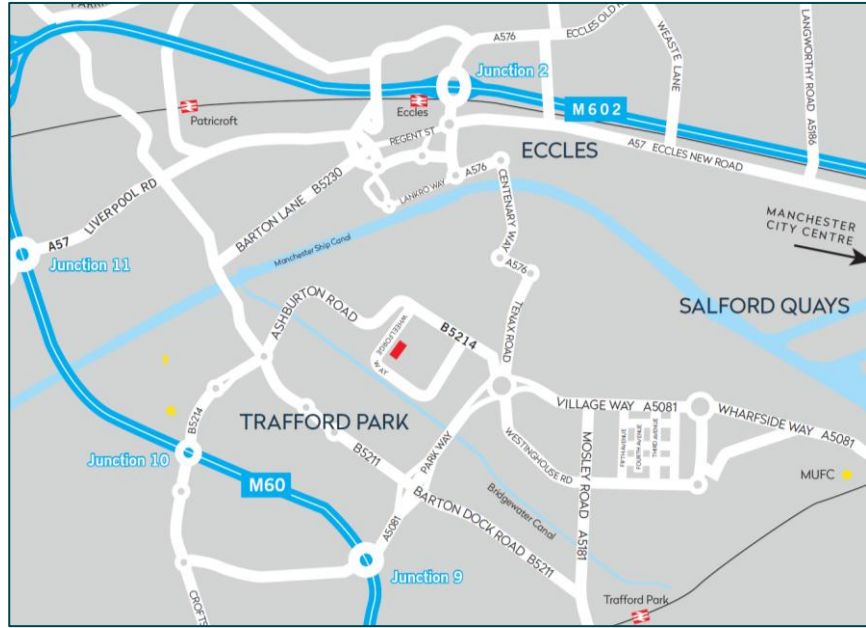 A576
ECCLES OLD R
WEASTE LANE
LANGWORTHY ROAD A5186
Junction 2
M602
Patricroft
Eccles
REGENT ST
ECCLES
A57 ECCLES NEW ROAD
A57
LIVERPOOL RD
BARTON LANE B5230
LANKRO WAY
A576
CENTENARY WAY
MANCHESTER
CITY CENTRE
Junction 11
Manchester Ship Canal
A576
SALFORD QUAYS
ASHBURTON ROAD
WHEELFORGE
WAY
B5214
TENAX ROAD
B5214
TRAFFORD PARK
VILLAGE WAY A5081
WHARFSIDE WAY A5081
FIFTH AVENUE
FOURTH AVENUE
THIRD AVENUE
Junction 10
B5211
PARK WAY
WESTINGHOUSE RD
MOSLEY ROAD
A5181
MUFC
M60
A5081
BARTON DOCK ROAD B5211
Bridgewater Canal
Junction 9
CROFTS
Trafford Park